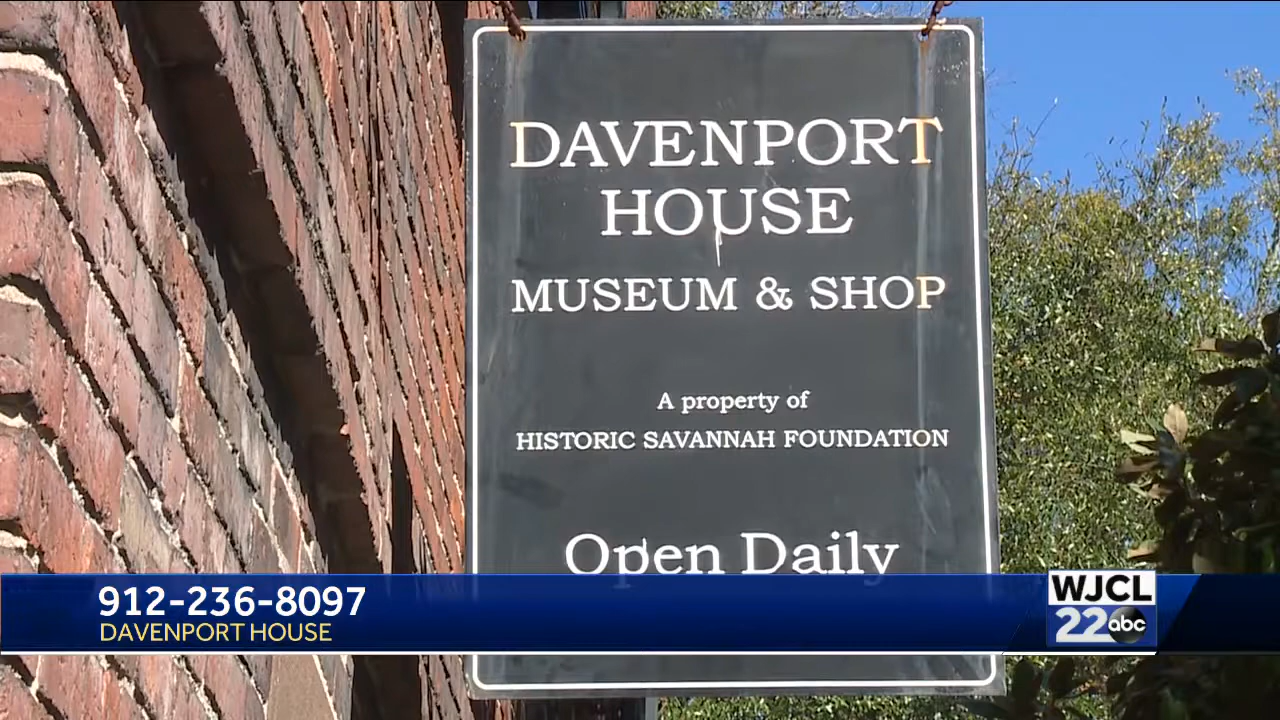 DAVENPORT
HOUSE
MUSEUM & SHOP
A property of
HISTORIC SAVANNAH FOUNDATION
Open Daily
912-236-8097
DAVENPORT HOUSE
WJCL
22 abc